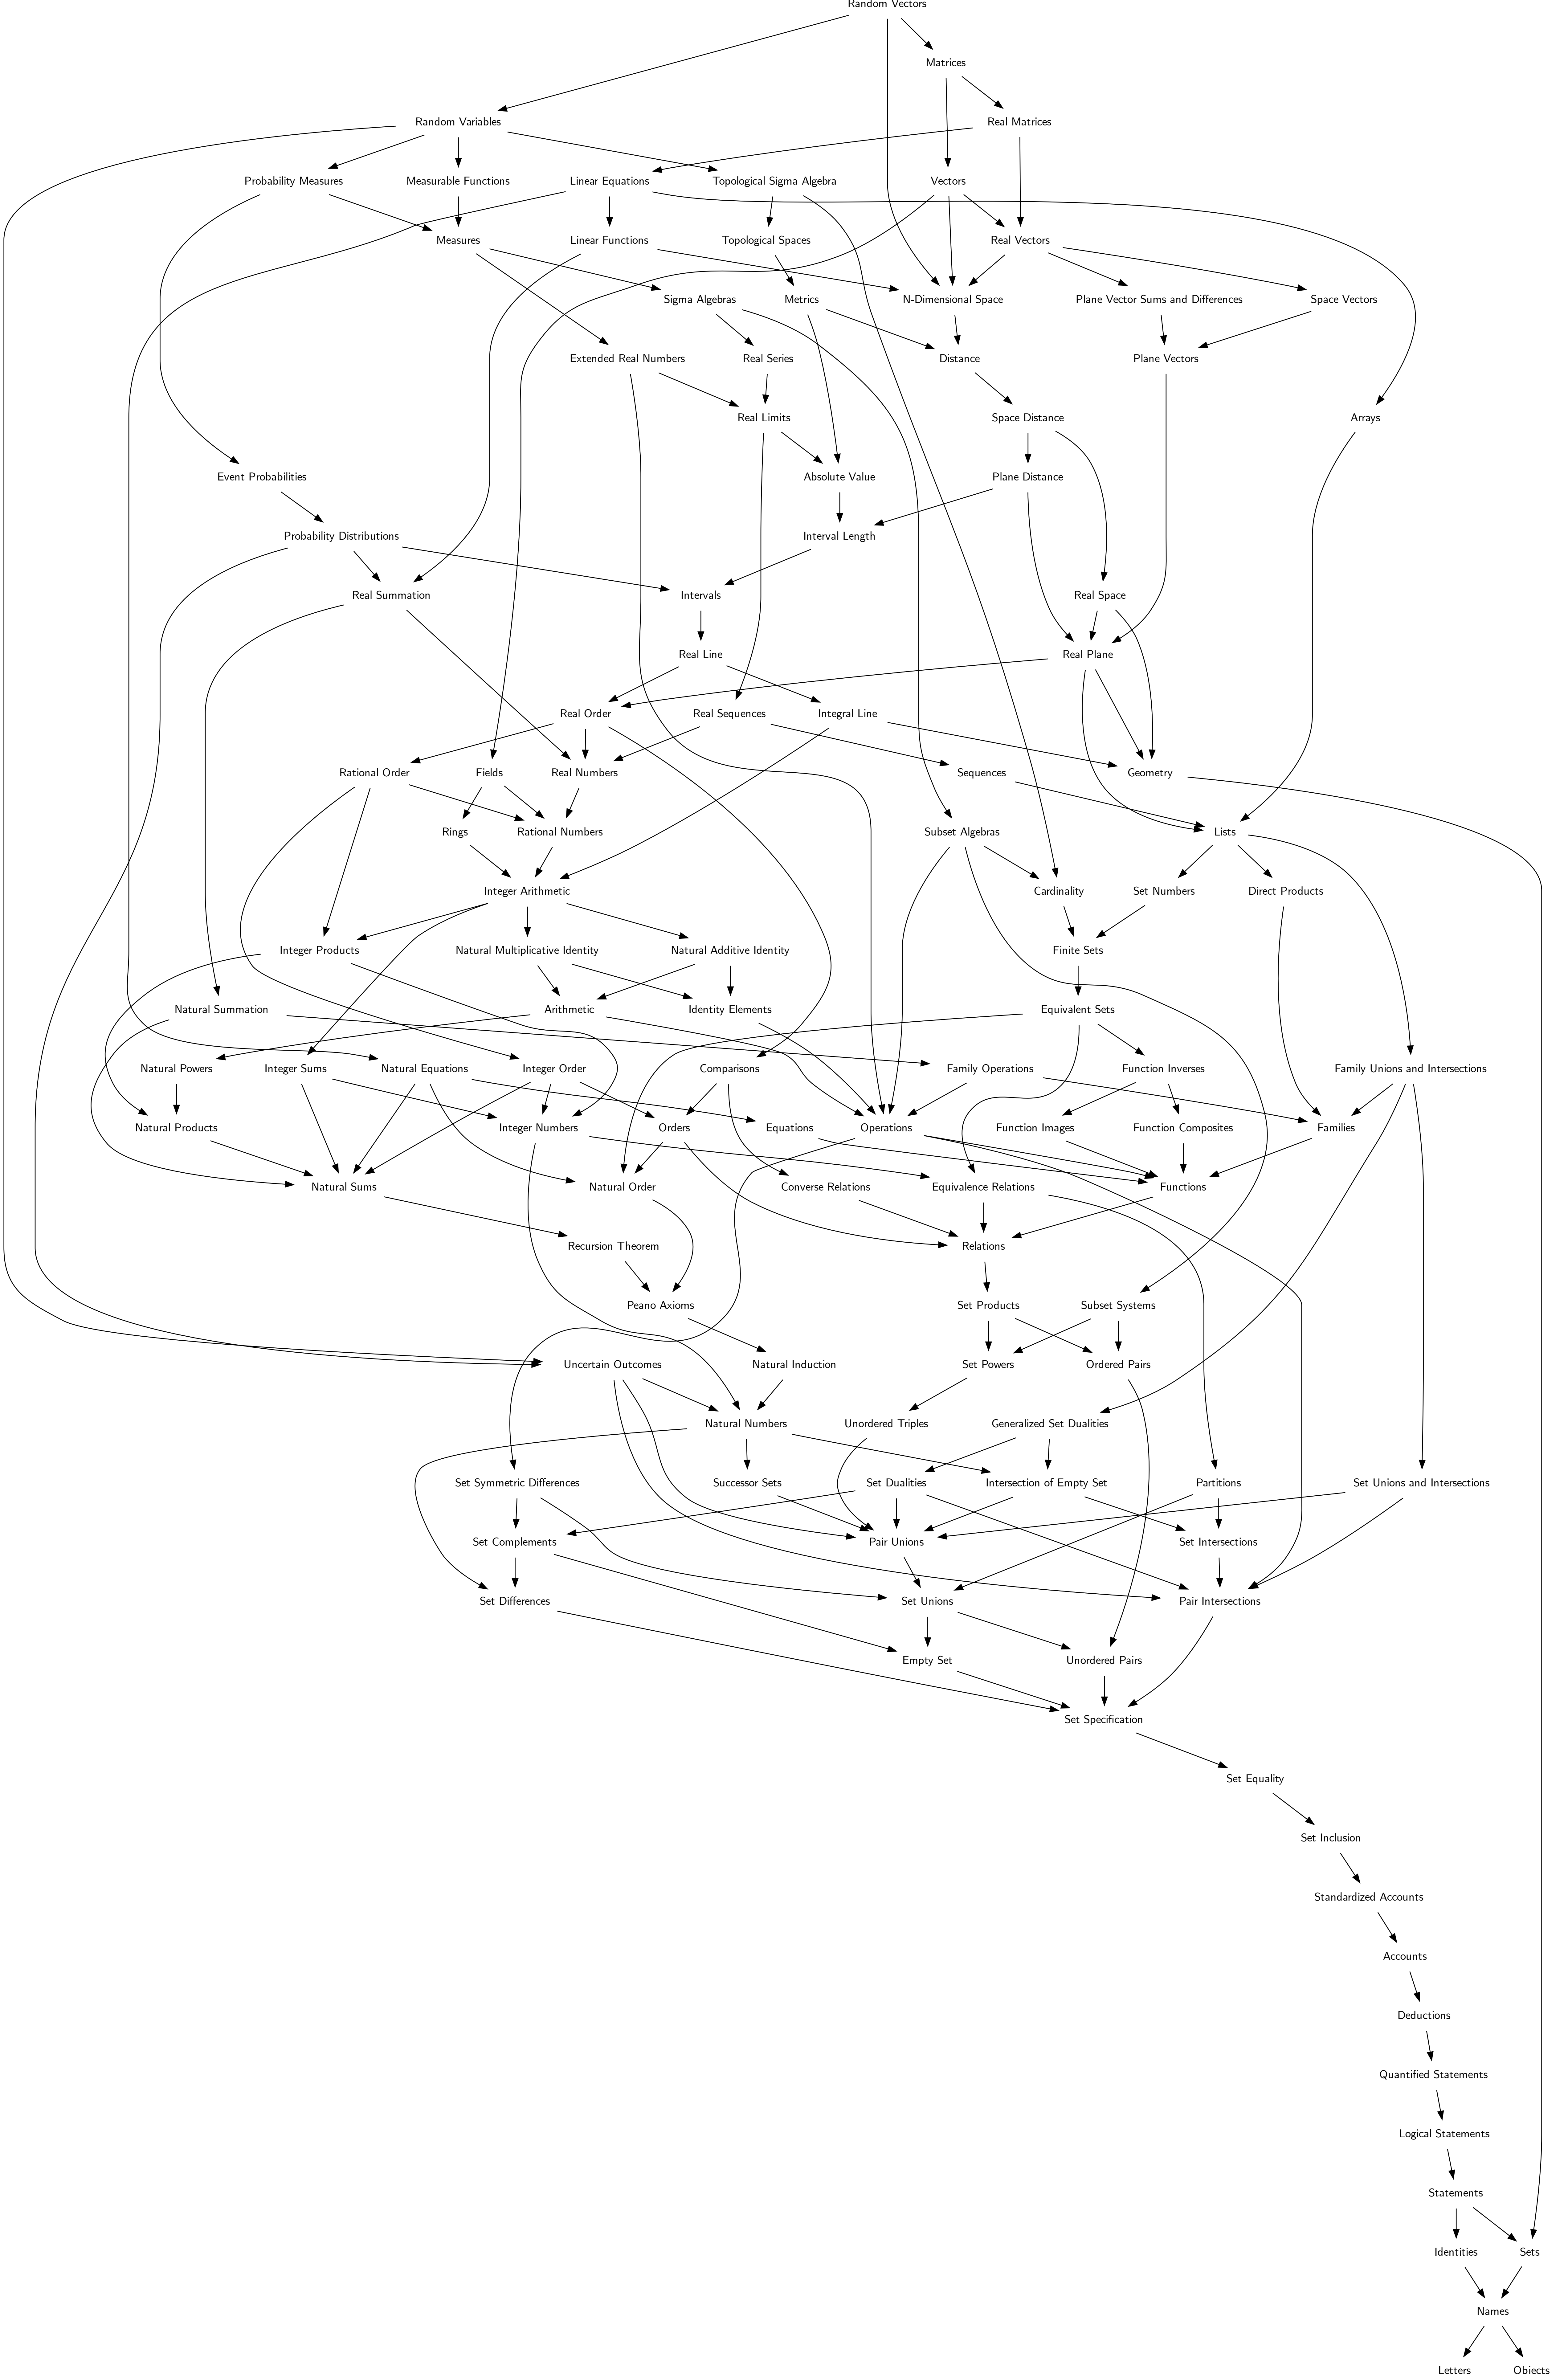 Random Vectors
Matrices
Random Variables
Real Matrices
Probability Measures
Measurable Functions
Linear Equations
Topological Sigma Algebra
Vectors
Measures
Linear Functions
Topological Spaces
Real Vectors
Sigma Algebras
Metrics
N-Dimensional Space
Plane Vector Sums and Differences
Space Vectors
Extended Real Numbers
Real Series
Distance
Plane Vectors
Real Limits
Space Distance
Arrays
Event Probabilities
Absolute Value
Plane Distance
Probability Distributions
Interval Length
Real Summation
Intervals
Real Space
Real Line
Real Plane
Real Order
Real Sequences
Integral Line
Rational Order
Fields
Real Numbers
Sequences
Geometry
Rings
Rational Numbers
Subset Algebras
Lists
Integer Arithmetic
Cardinality
Set Numbers
Direct Products
Integer Products
Natural Multiplicative Identity
Natural Additive Identity
Finite Sets
Natural Summation
Arithmetic
Identity Elements
Equivalent Sets
Natural Powers
Integer Sums
Natural Equations
Integer Order
Comparisons
Family Operations
Function Inverses
Family Unions and Intersections
Natural Products
Integer Numbers
Orders
Equations
Operations
Function Images
Function Composites
Families
Natural Sums
Natural Order
Converse Relations
Equivalence Relations
Functions
Recursion Theorem
Relations
Peano Axioms
Set Products
Subset Systems
Uncertain Outcomes
Natural Induction
Set Powers
Ordered Pairs
Natural Numbers
Unordered Triples
Generalized Set Dualities
Set Symmetric Differences
Successor Sets
Set Dualities
Intersection of Empty Set
Partitions
Set Unions and Intersections
Set Complements
Pair Unions
Set Intersections
Set Differences
Set Unions
Pair Intersections
Empty Set
Unordered Pairs
Set Specification
Set Equality
Set Inclusion
Standardized Accounts
Accounts
Deductions
Quantified Statements
Logical Statements
Statements
Identities
Sets
Names
Letters
Objects